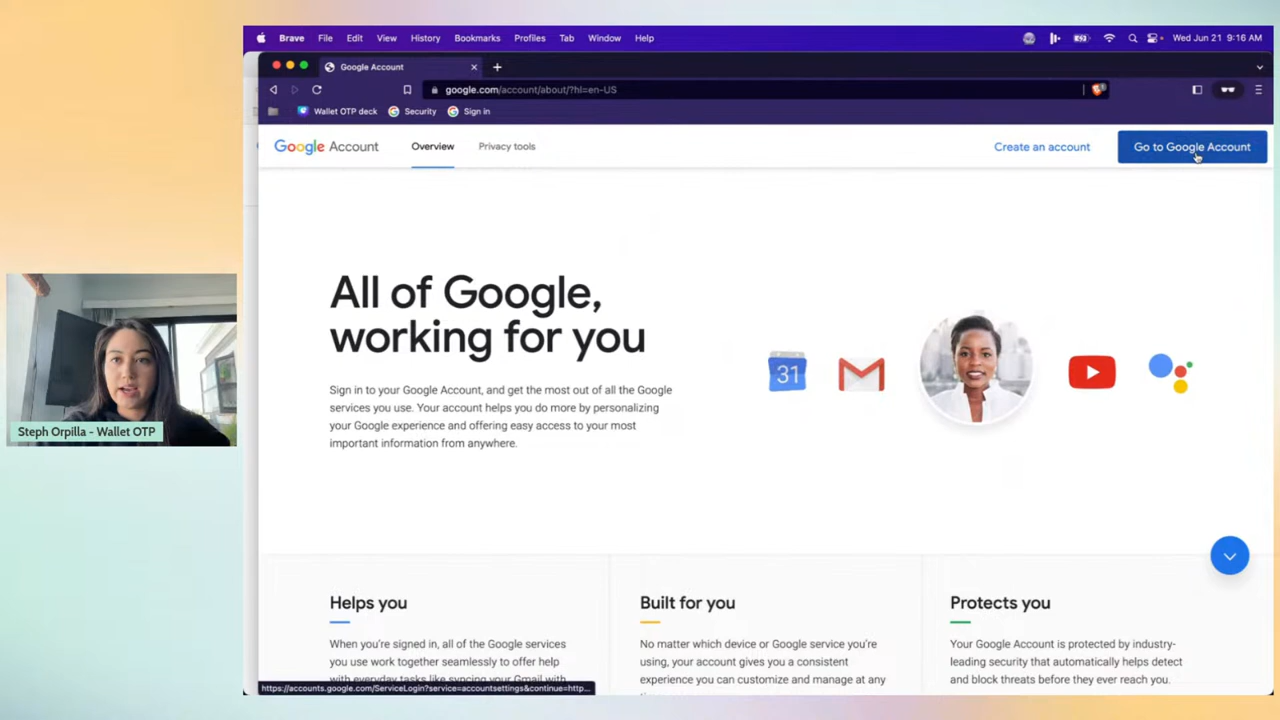 Brave File Edit View History Bookmarks Profiles Tab Window Help
Wed Jun 21 9:16 AM
Google Account
google.com/account/about/?hl=en-US
Wallet OTP deck Security Sign in
Google Account Overview Privacy tools Create an account Go to Google Account
All of Google,
working for you
31
Sign in to your Google Account, and get the most out of all the Google
services you use. Your account helps you do more by personalizing
your Google experience and offering easy access to your most
important information from anywhere.
Steph Orpilla - Wallet OTP
Helps you
When you're signed in, all of the Google services
you use work together seamlessly to offer help
with everyday tasks like syncing your Gmail with
Built for you
No matter which device or Google service you're
using, your account gives you a consistent
experience you can customize and manage at any
Protects you
Your Google Account is protected by industry-
leading security that automatically helps detect
and block threats before they ever reach you.
https://accounts.google.com/ServiceLogin?service=accountsettings&continue=http...